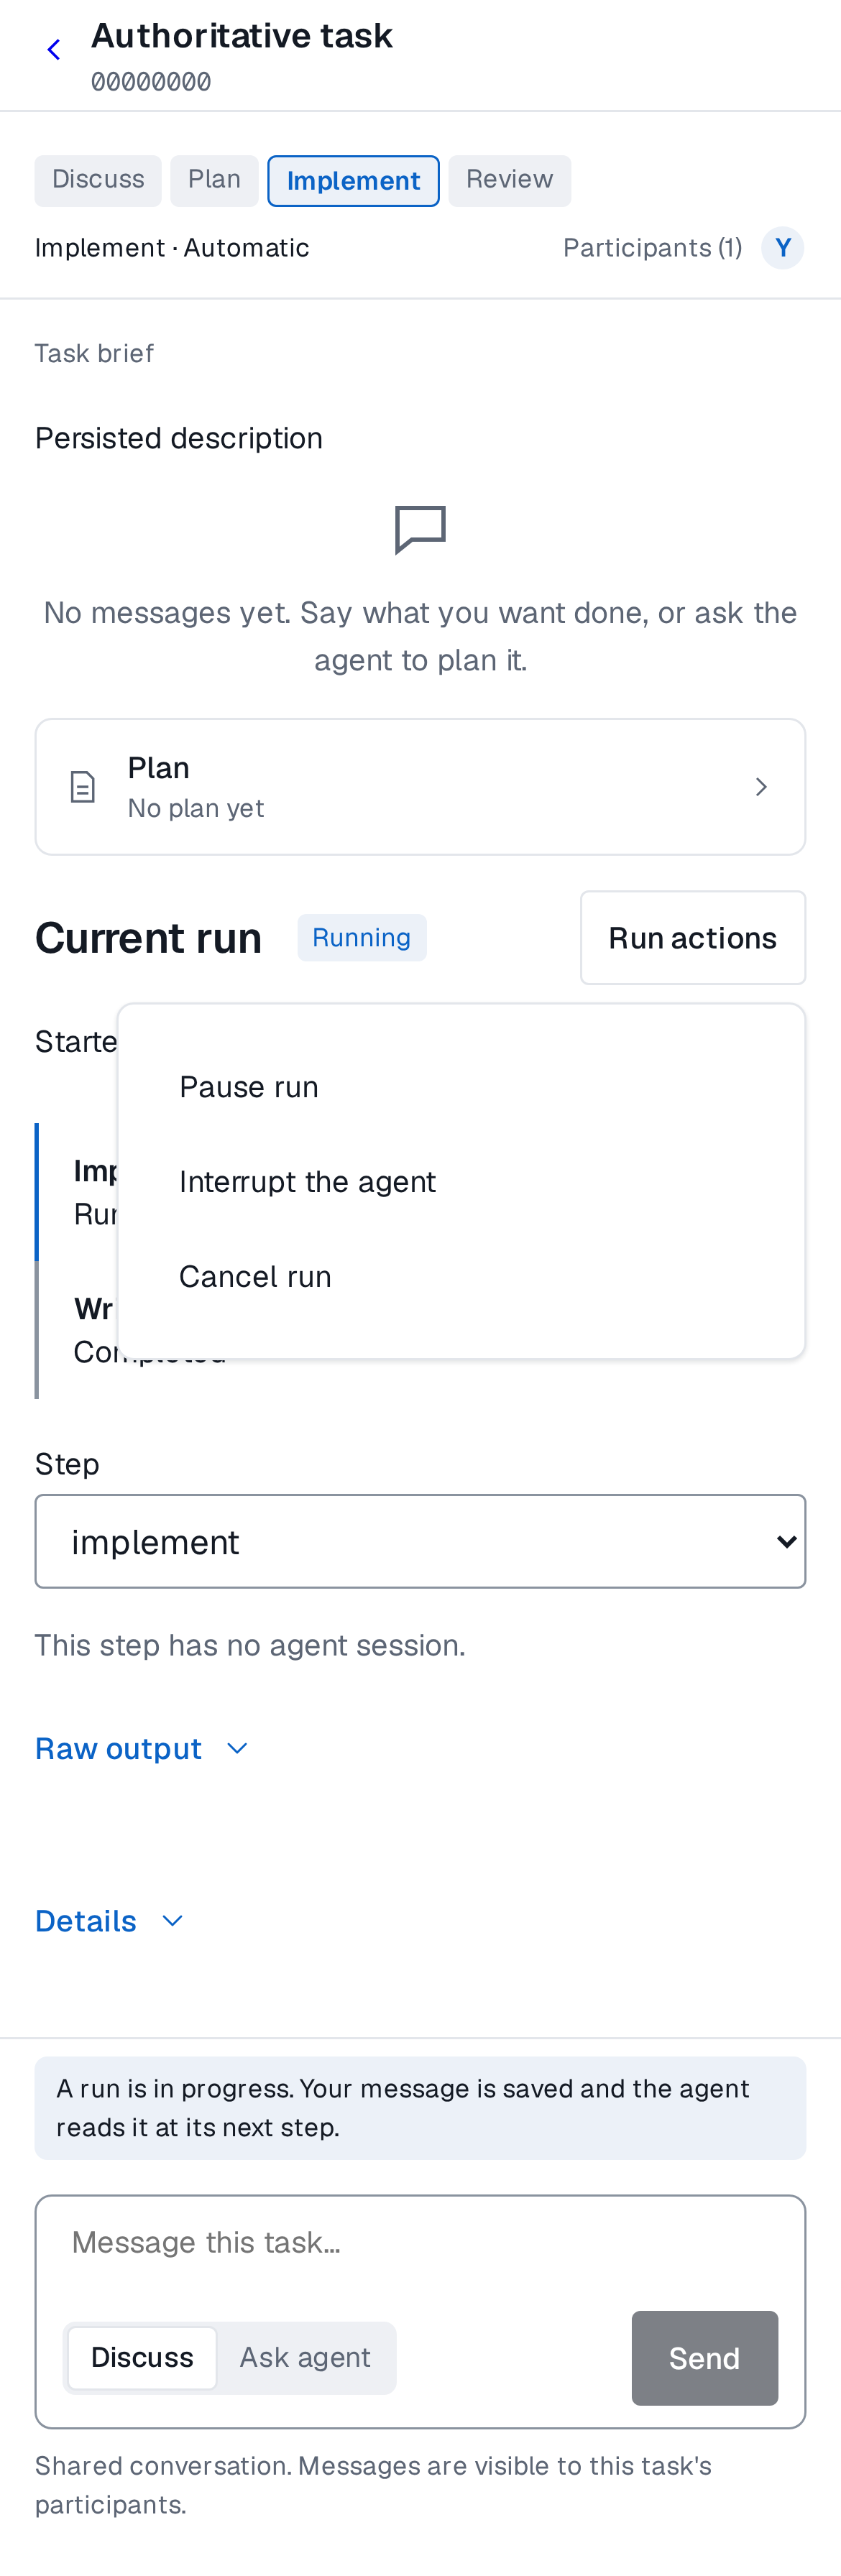 Authoritative task
00000000
Discuss Plan Implement Review
Implement · Automatic Participants (1) Y
Task brief
Persisted description
No messages yet. Say what you want done, or ask the
agent to plan it.
Plan
No plan yet
Current run Running Run actions
Pause run
Interrupt the agent
Cancel run
Step
implement
This step has no agent session.
Raw output
Details
A run is in progress. Your message is saved and the agent
reads it at its next step.
Message this task…
Discuss Ask agent Send
Shared conversation. Messages are visible to this task's
participants.